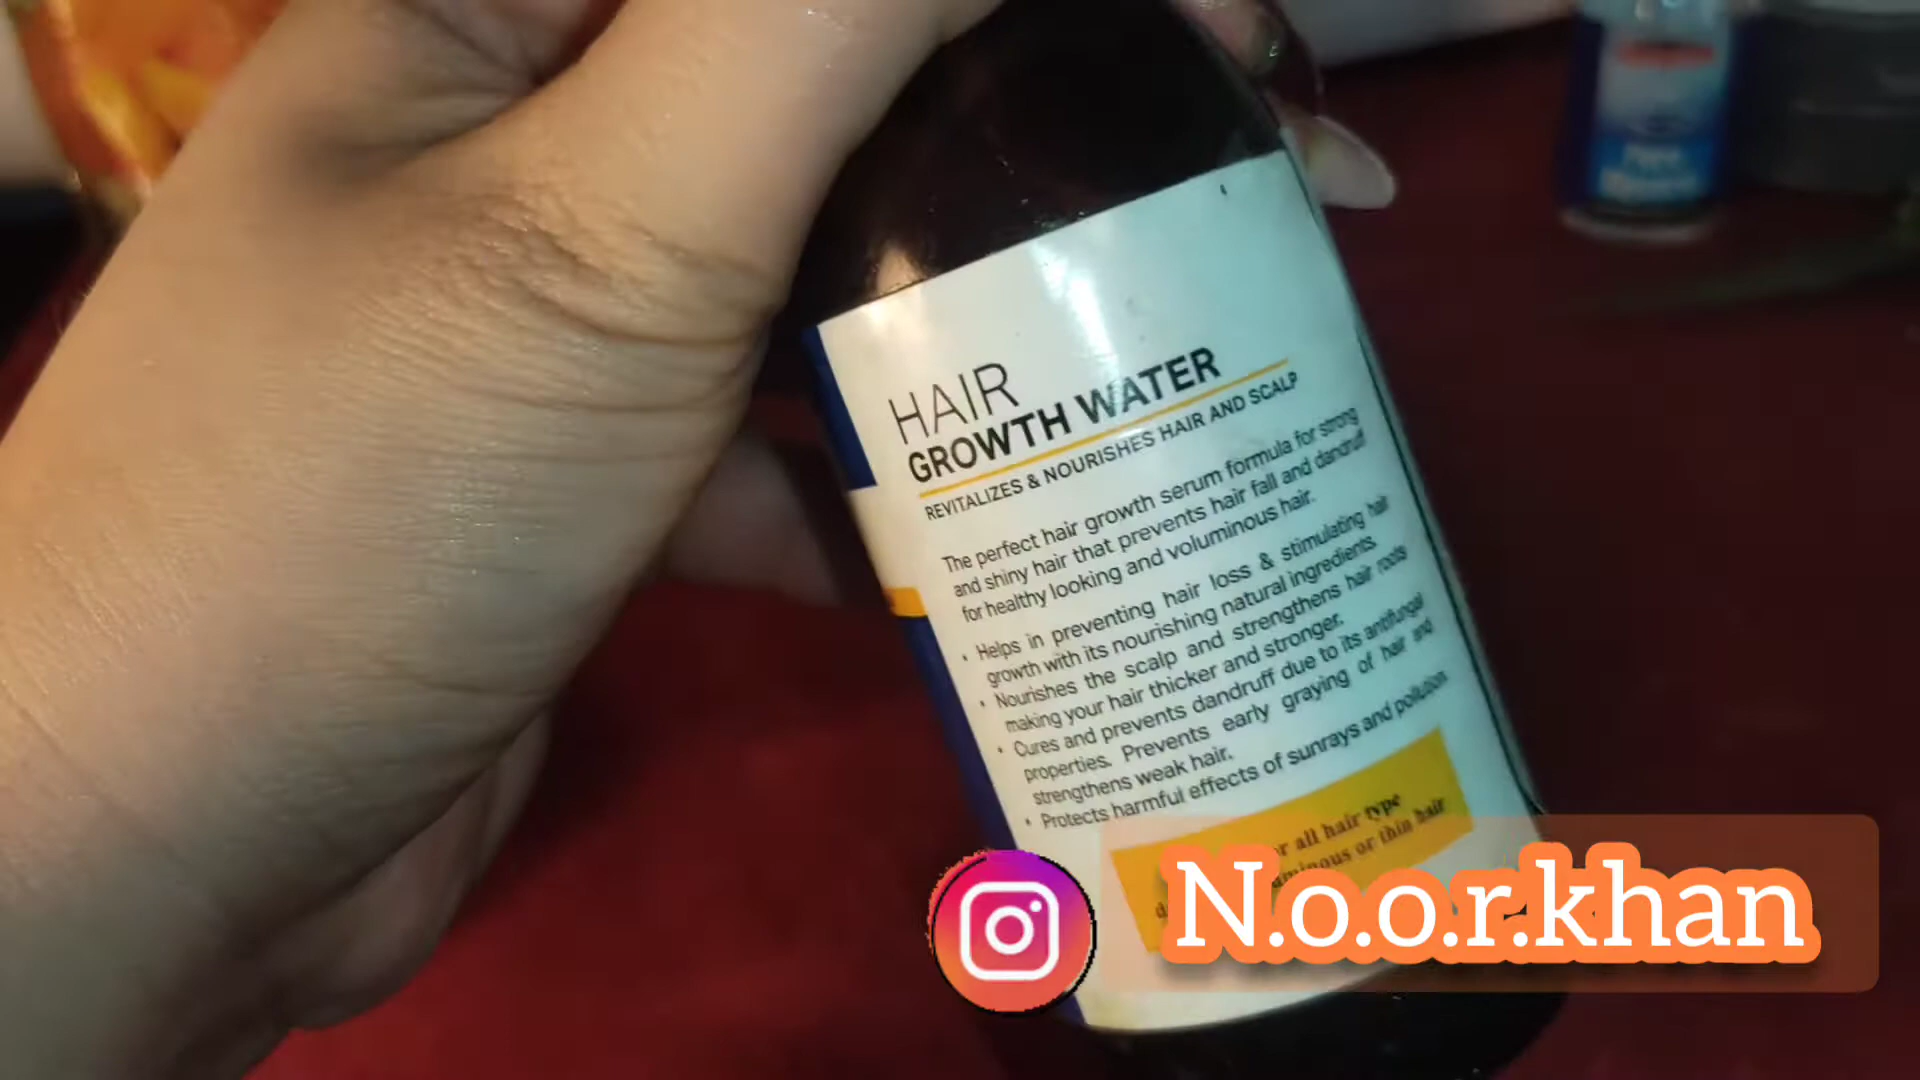 HAIR
GROWTH WATER
REVITALIZES & NOURISHES HAIR AND SCALP
The perfect hair growth serum formula for strong
and shiny hair that prevents hair fall and dandruff
for healthy looking and voluminous hair.
• Helps in preventing hair loss & stimulating hair
growth with its nourishing natural ingredients.
• Nourishes the scalp and strengthens hair roots
making your hair thicker and stronger.
• Cures and prevents dandruff due to its antifungal
properties. Prevents early graying of hair and
strengthens weak hair.
• Protects harmful effects of sunrays and pollution
all hair type
or thin hair
N.o.o.r.khan